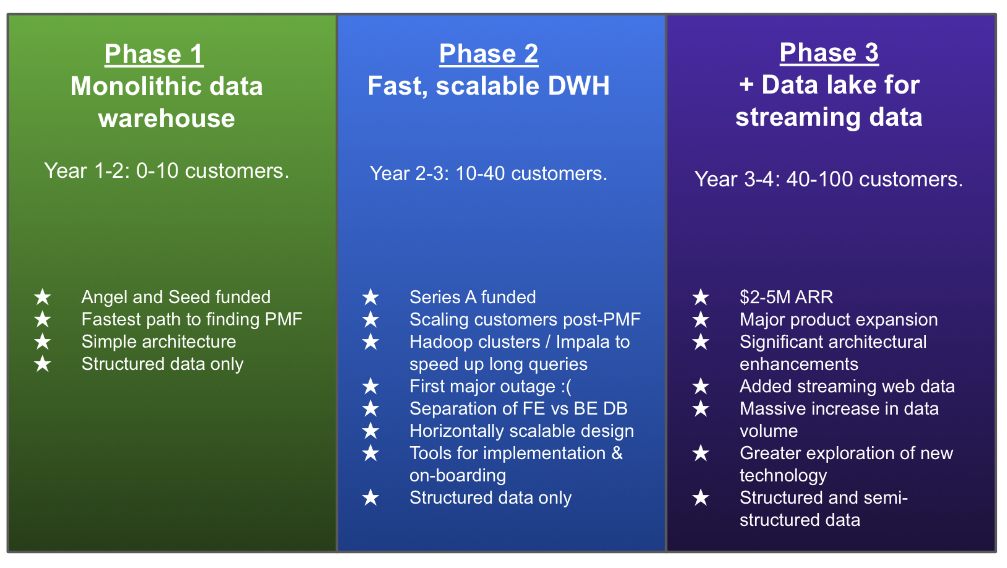 Phase 1
Monolithic data
warehouse
Year 1-2: 0-10 customers.
★ Angel and Seed funded
★ Fastest path to finding PMF
★ Simple architecture
★ Structured data only
Phase 2
Fast, scalable DWH
Year 2-3: 10-40 customers.
★ Series A funded
★ Scaling customers post-PMF
★ Hadoop clusters / Impala to
speed up long queries
★ First major outage :(
★ Separation of FE vs BE DB
★ Horizontally scalable design
★ Tools for implementation &
on-boarding
★ Structured data only
Phase 3
+ Data lake for
streaming data
Year 3-4: 40-100 customers.
★ $2-5M ARR
★ Major product expansion
★ Significant architectural
enhancements
★ Added streaming web data
★ Massive increase in data
volume
★ Greater exploration of new
technology
★ Structured and semi-
structured data